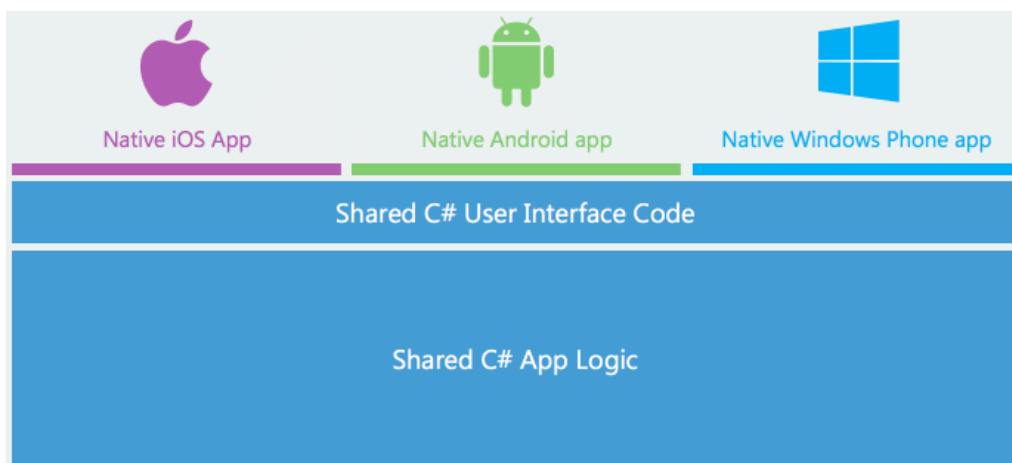 Native iOS App
Native Android app
Native Windows Phone app
Shared C# User Interface Code
Shared C# App Logic